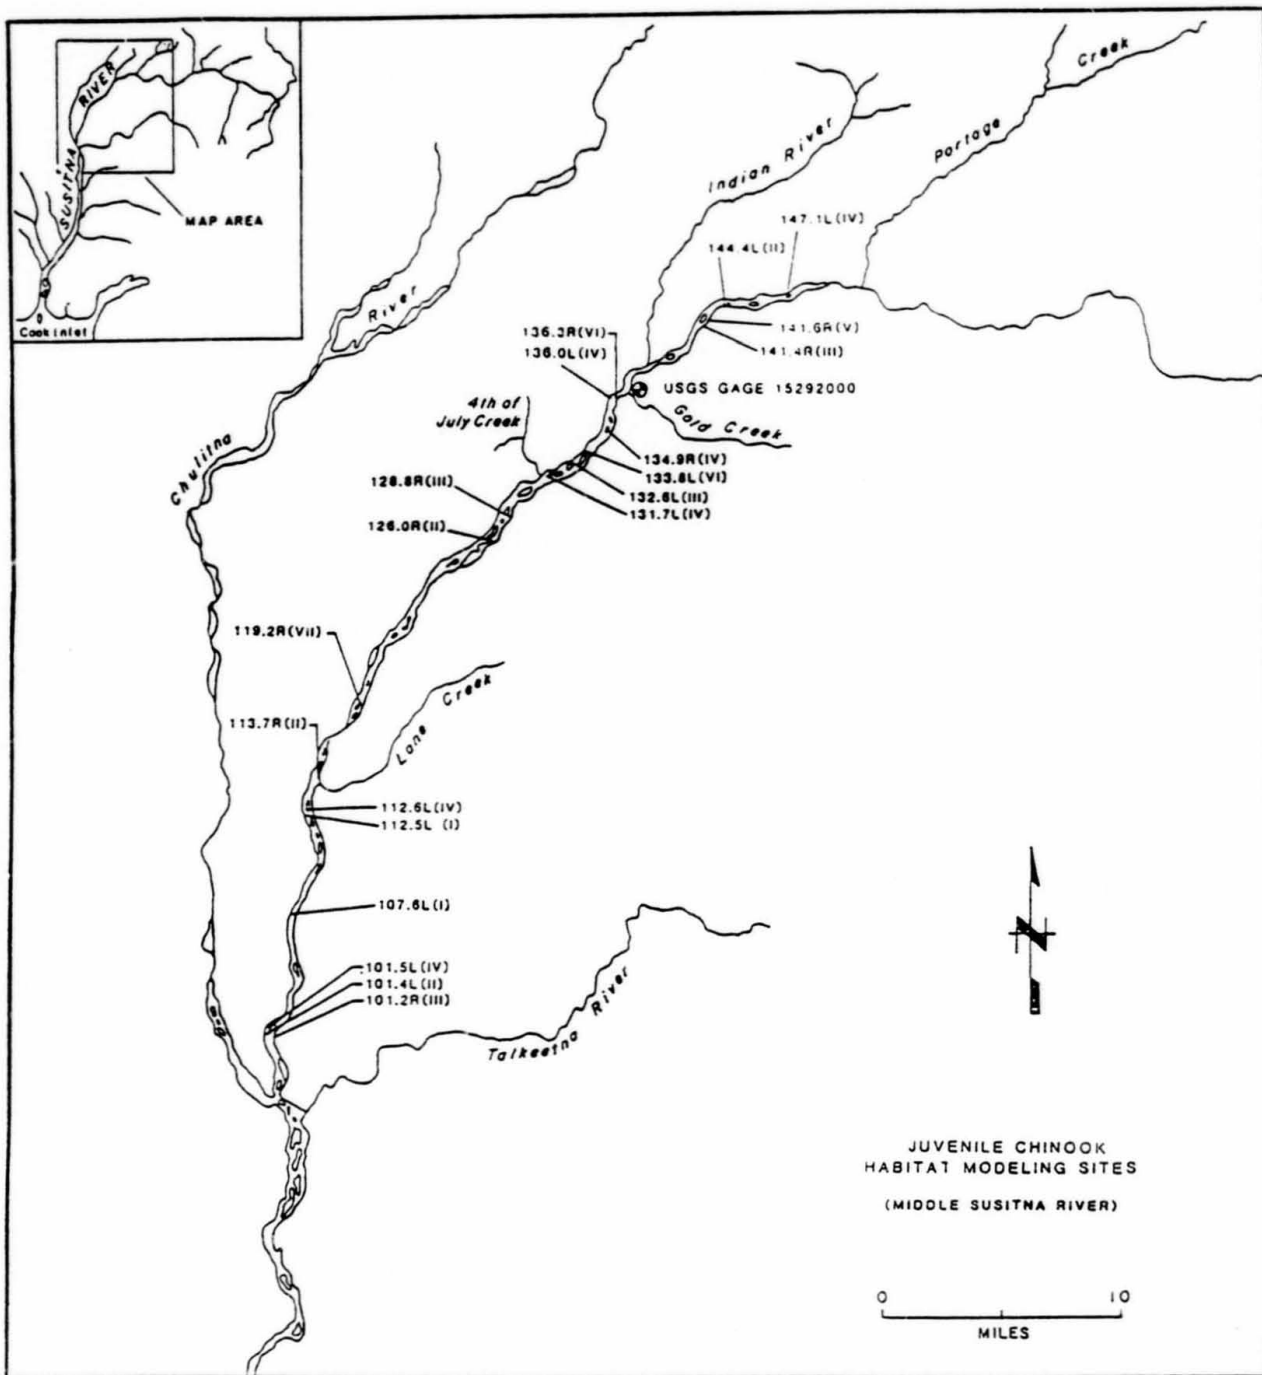 RIVER
SUSITNA
MAP AREA
Cook Inlet
Creek
Portage
Indian River
147.1L(IV)
144.4L(II)
River
136.3R(VI)
141.6R(V)
136.0L(IV)
141.4R(III)
USGS GAGE 15292000
4th of
July Creek
Gold Creek
Chulitna
134.9R(IV)
133.8L(VI)
128.8R(III)
132.6L(III)
131.7L(IV)
126.0R(II)
119.2R(VII)
Lane Creek
113.7R(II)
112.6L(IV)
112.5L (I)
107.6L(I)
101.5L(IV)
101.4L(II)
101.2R(III)
Talkeetna River
N
JUVENILE CHINOOK
HABITAT MODELING SITES
(MIDDLE SUSITNA RIVER)
0 10
MILES